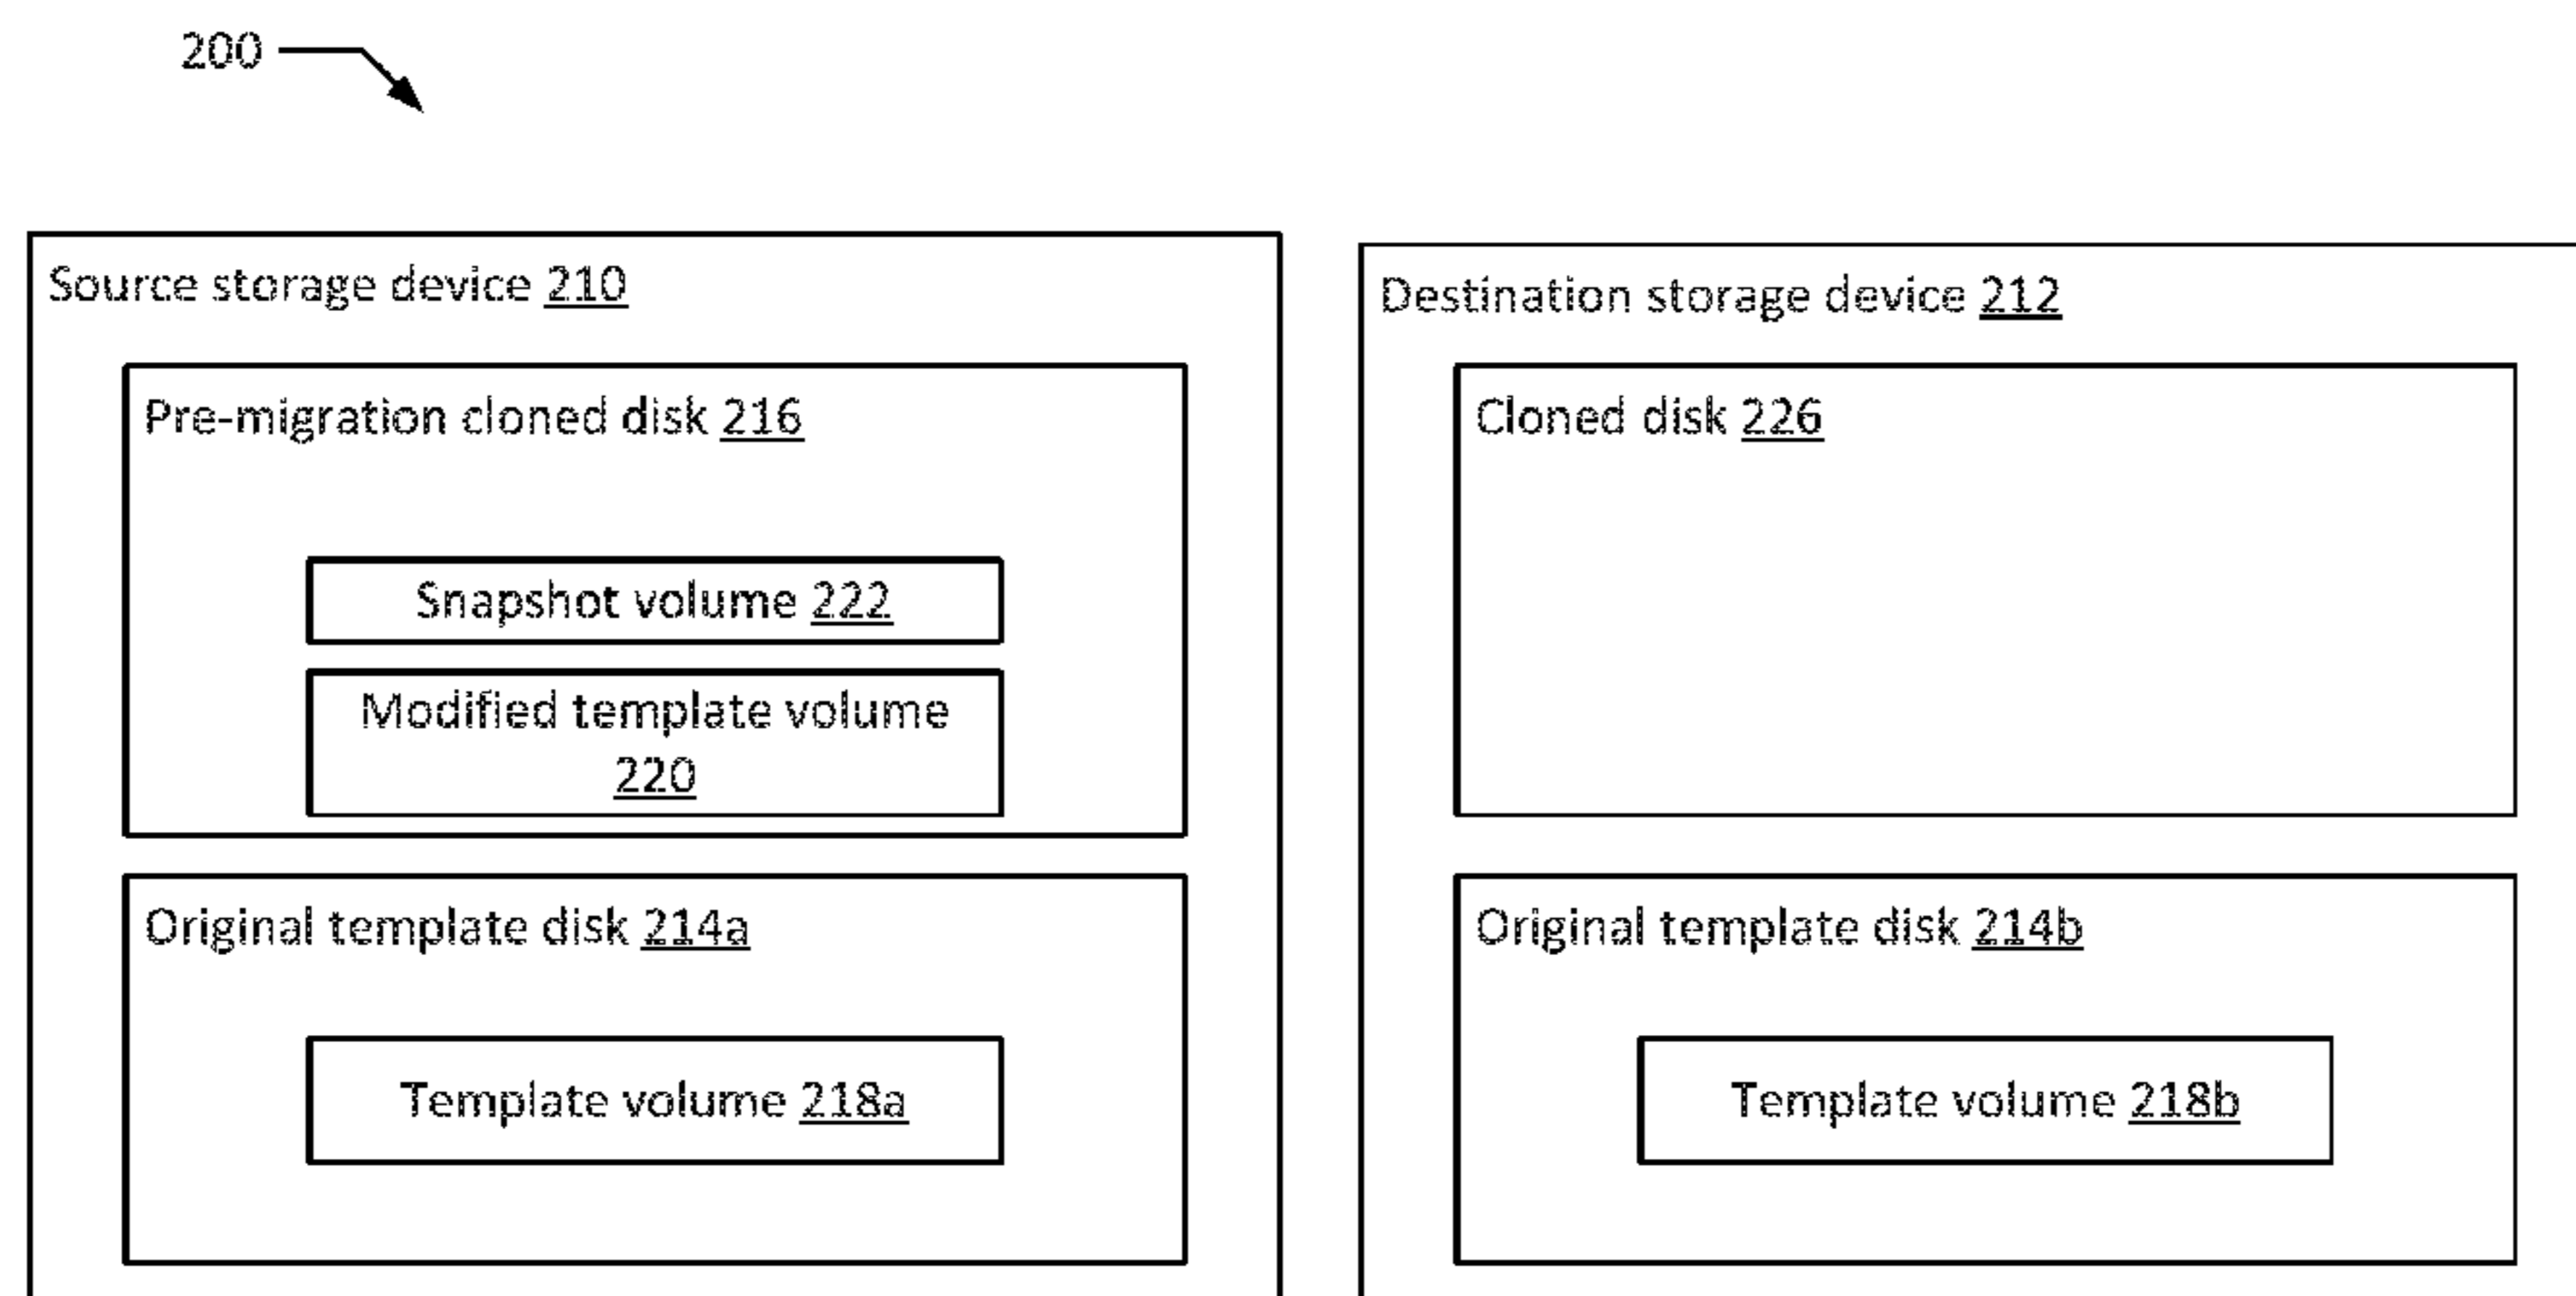 200
Source storage device 210
Pre-migration cloned disk 216
Snapshot volume 222
Modified template volume
220
Original template disk 214a
Template volume 218a
Destination storage device 212
Cloned disk 226
Original template disk 214b
Template volume 218b